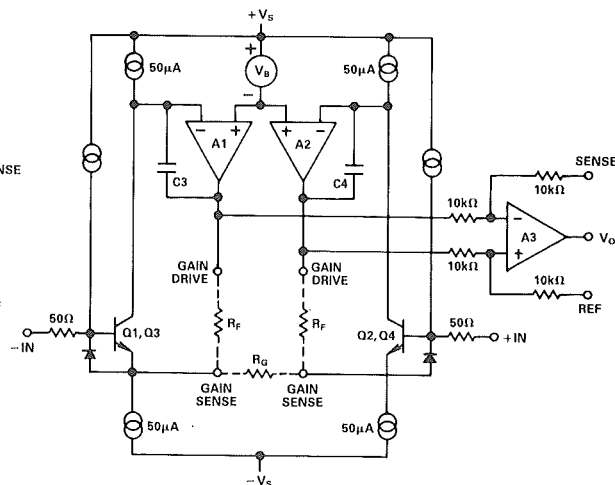 +VS
50μA
+
VB
−
50μA
− +
A1
+ −
A2
C3
C4
NSE
SENSE
10kΩ
10kΩ
−
A3
+
VO
10kΩ
10kΩ
REF
GAIN
DRIVE
GAIN
DRIVE
RF
RF
50Ω
−IN
Q1, Q3
Q2, Q4
50Ω
+IN
RG
GAIN
SENSE
GAIN
SENSE
50μA
50μA
−VS